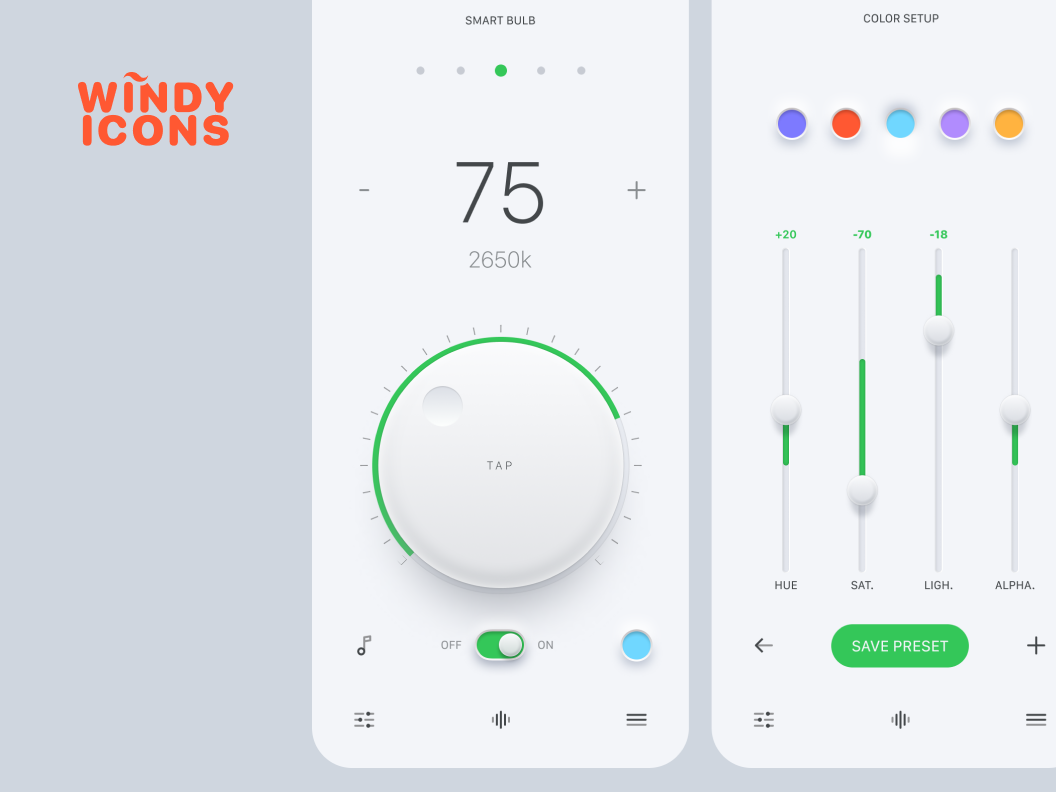 WINDY
ICONS
SMART BULB
-
75
+
2650k
TAP
OFF
ON
COLOR SETUP
+20
-70
-18
HUE
SAT.
LIGH.
ALPHA.
SAVE PRESET